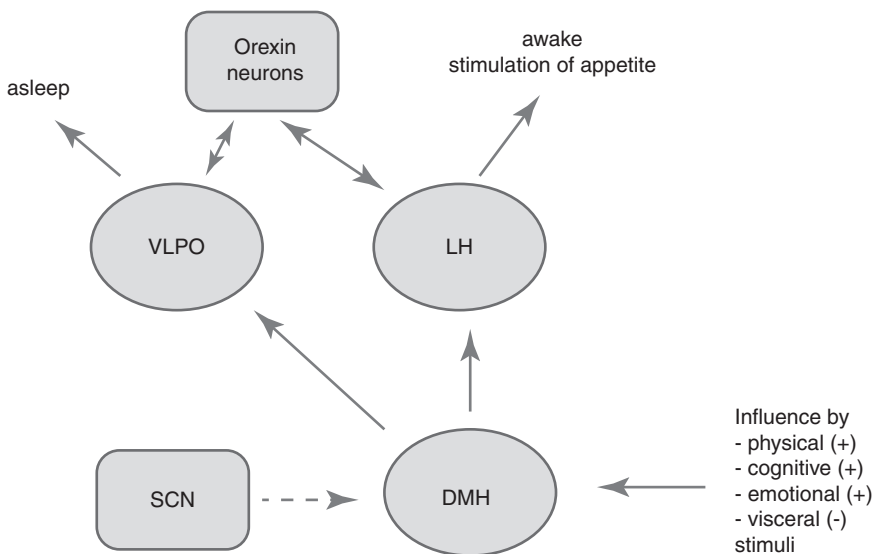 Orexin
neurons
awake
stimulation of appetite
asleep
VLPO
LH
SCN
DMH
Influence by
- physical (+)
- cognitive (+)
- emotional (+)
- visceral (-)
stimuli